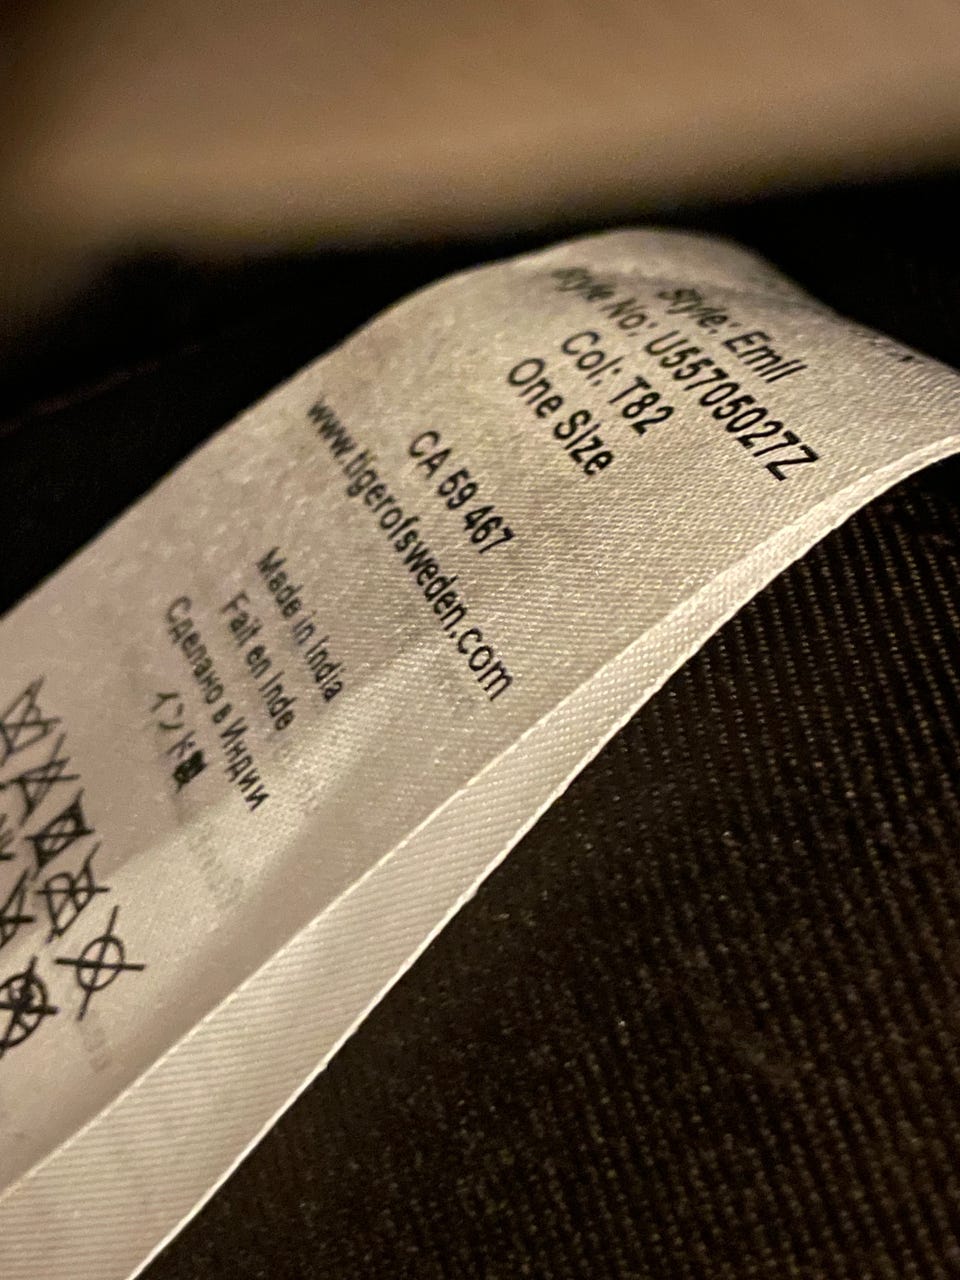 Style: Emil
Style No: U55705027Z
Col: T82
One Size
CA 59 467
www.tigerofsweden.com
Made in India
Fait en Inde
Сделано в Индии
インド製